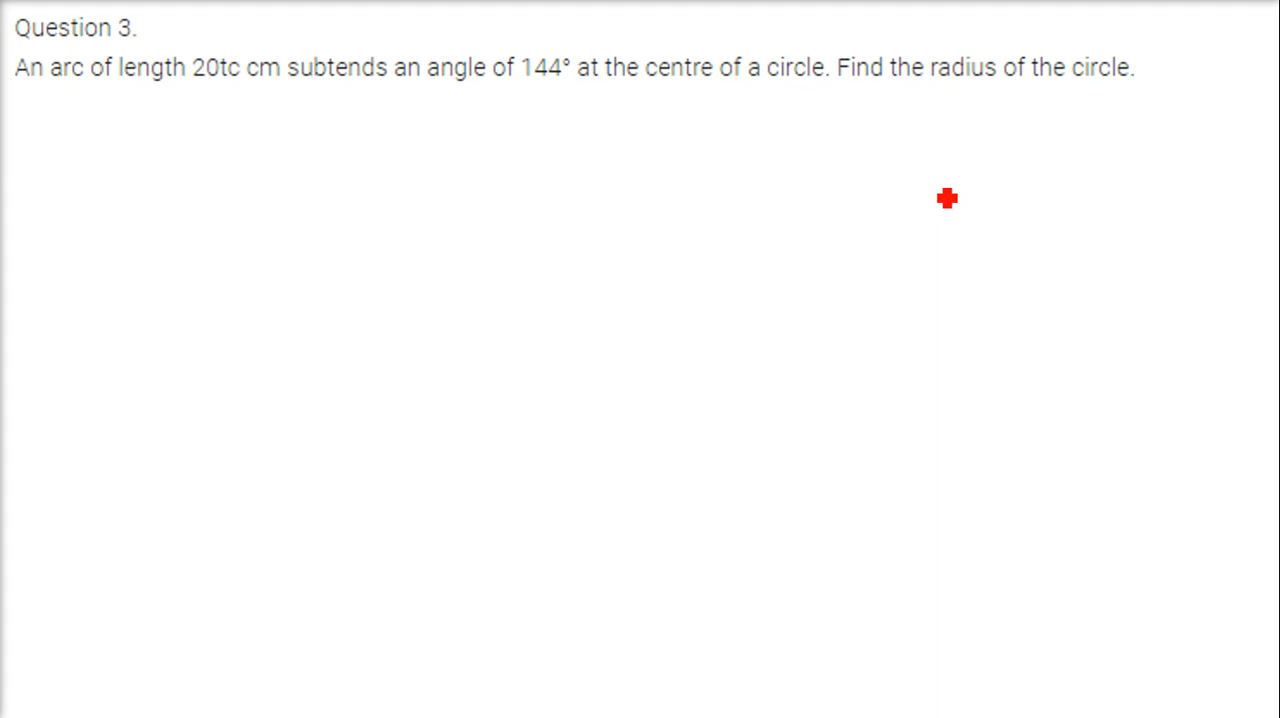 Question 3.
An arc of length 20tc cm subtends an angle of 144° at the centre of a circle. Find the radius of the circle.